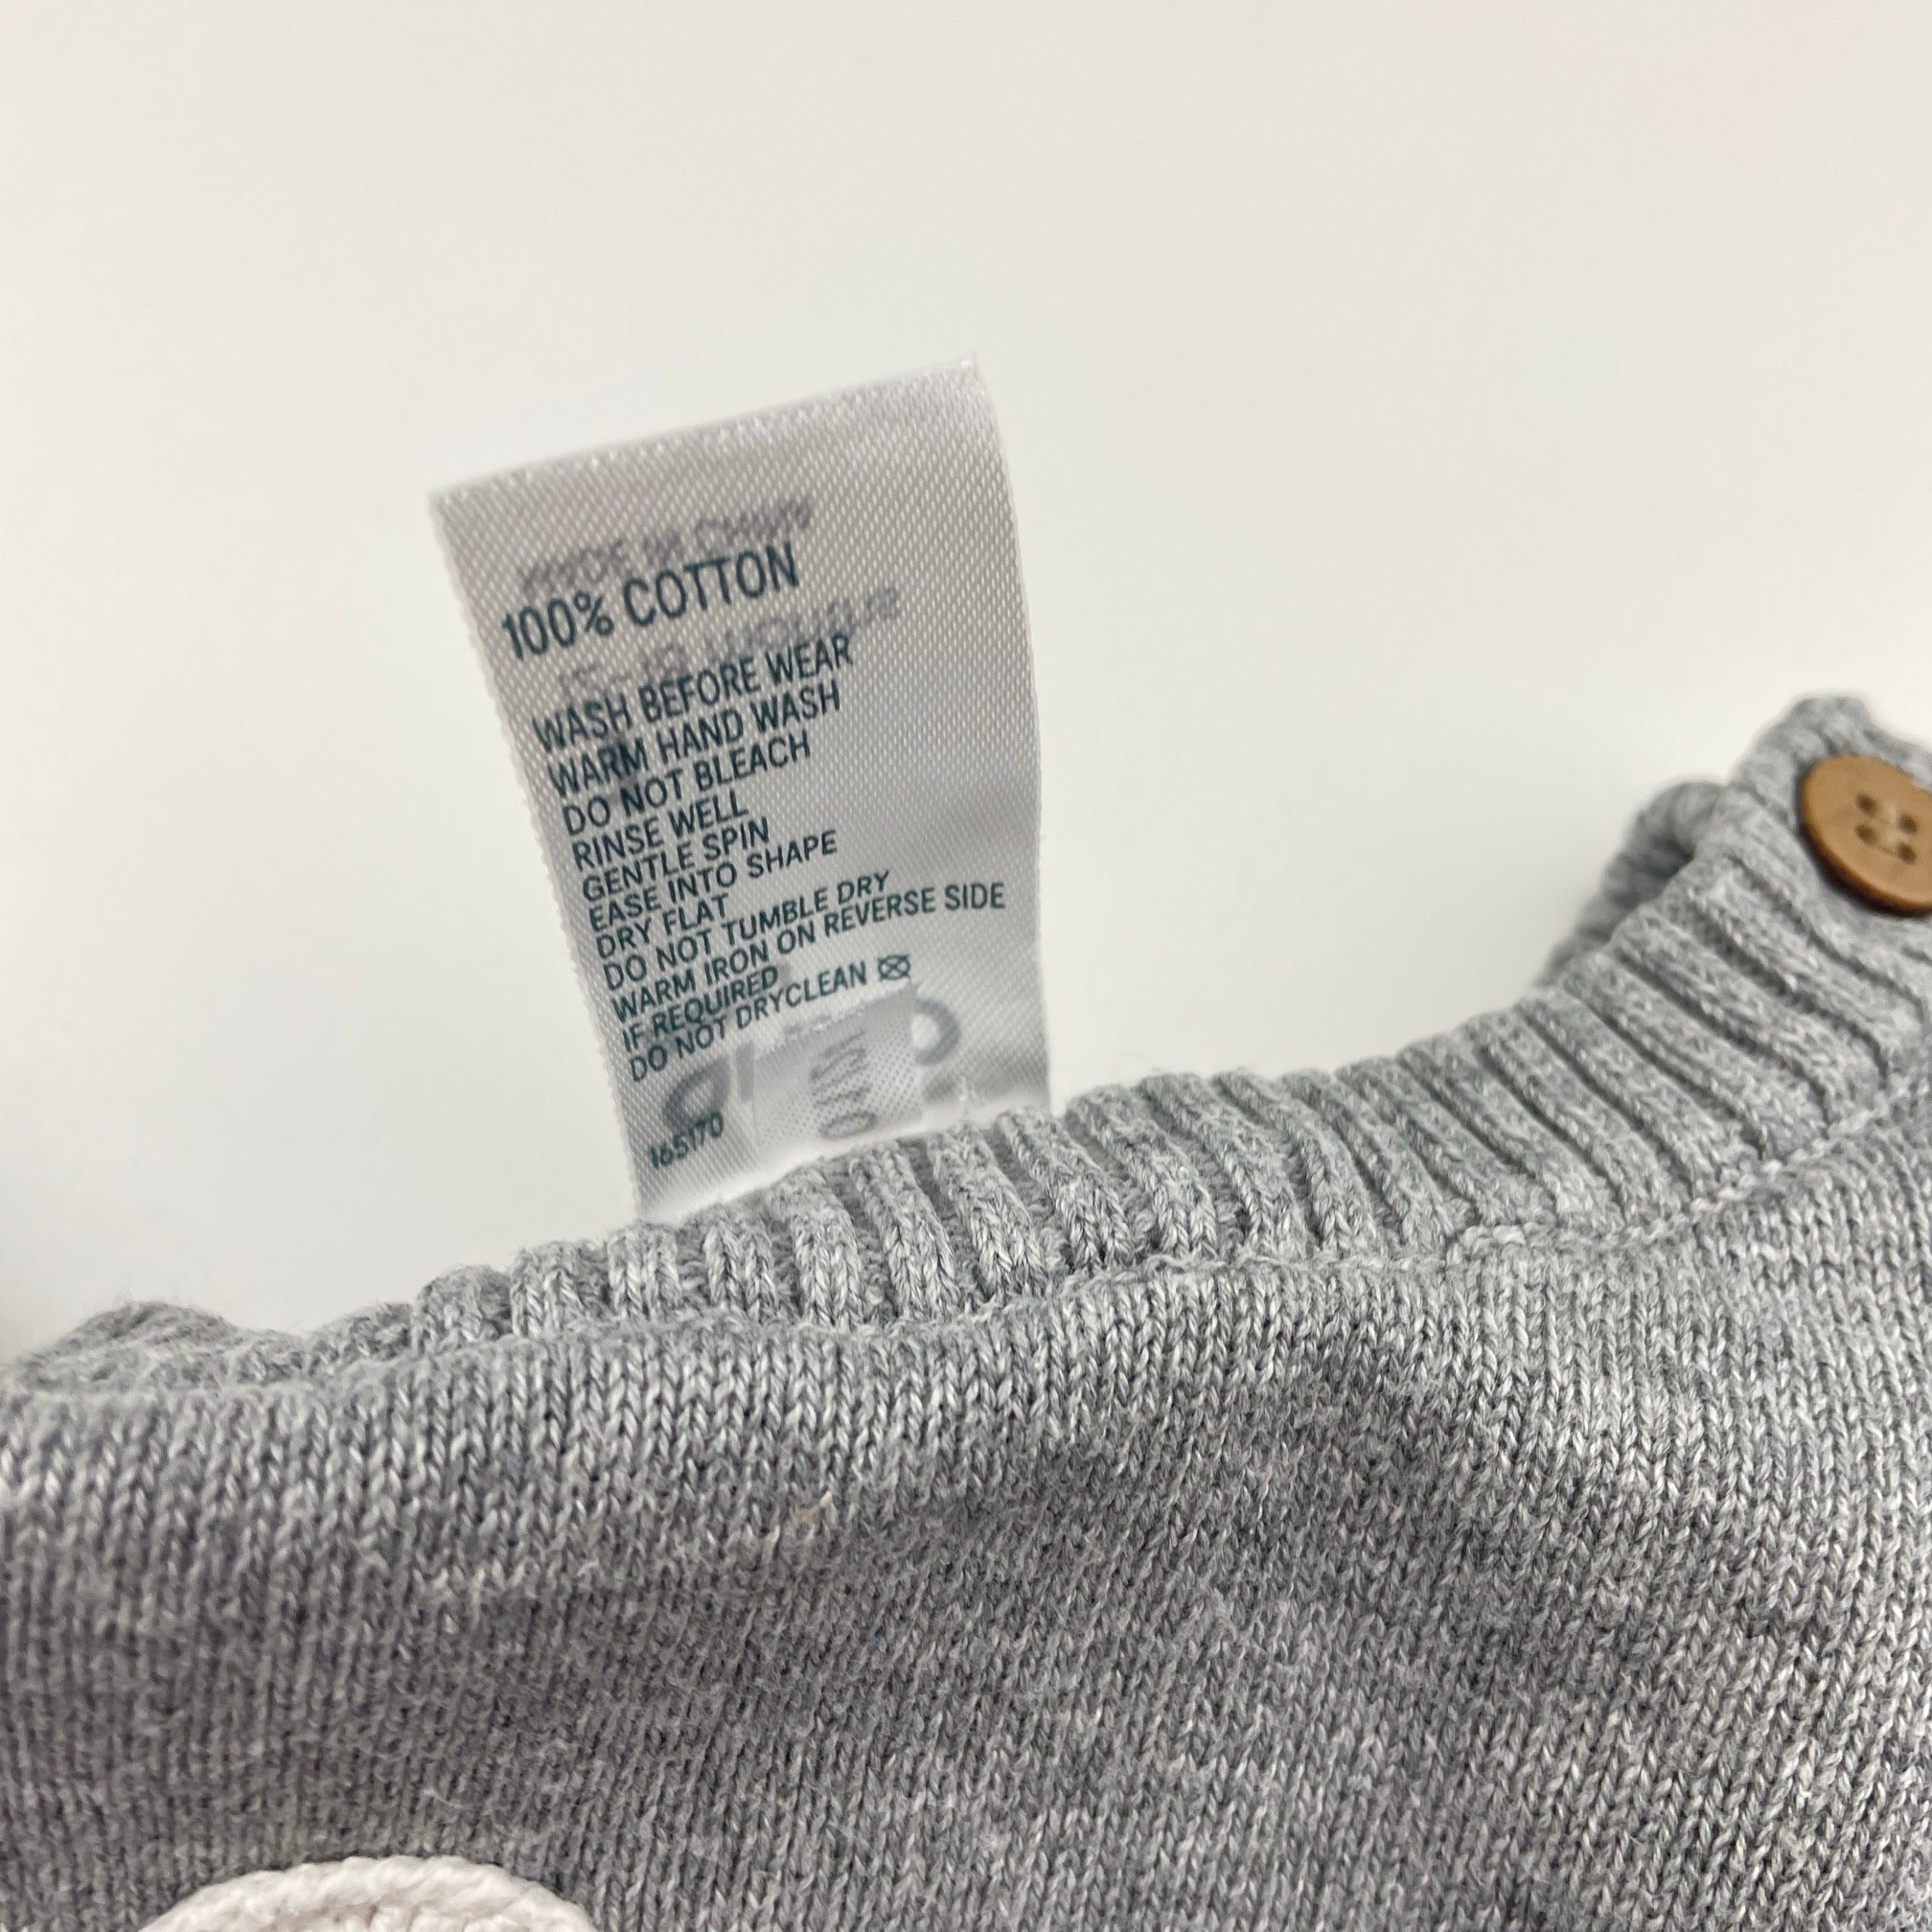 100% COTTON
WASH BEFORE WEAR
WARM HAND WASH
DO NOT BLEACH
RINSE WELL
GENTLE SPIN
EASE INTO SHAPE
DRY FLAT
DO NOT TUMBLE DRY
WARM IRON ON REVERSE SIDE
IF REQUIRED
DO NOT DRYCLEAN
165170